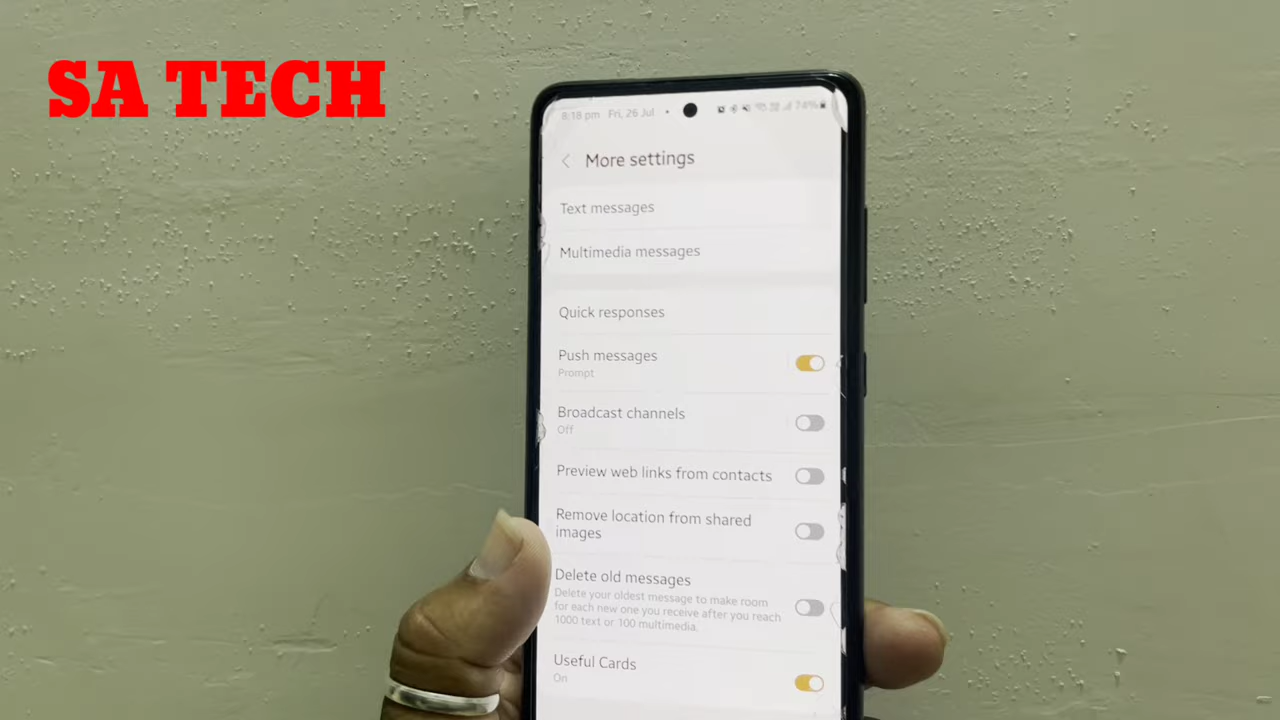 SA TECH
8:18 pm Fri, 26 Jul • 74%
More settings
Text messages
Multimedia messages
Quick responses
Push messages
Prompt
Broadcast channels
Off
Preview web links from contacts
Remove location from shared
images
Delete old messages
Delete your oldest message to make room
for each new one you receive after you reach
1000 text or 100 multimedia.
Useful Cards
On